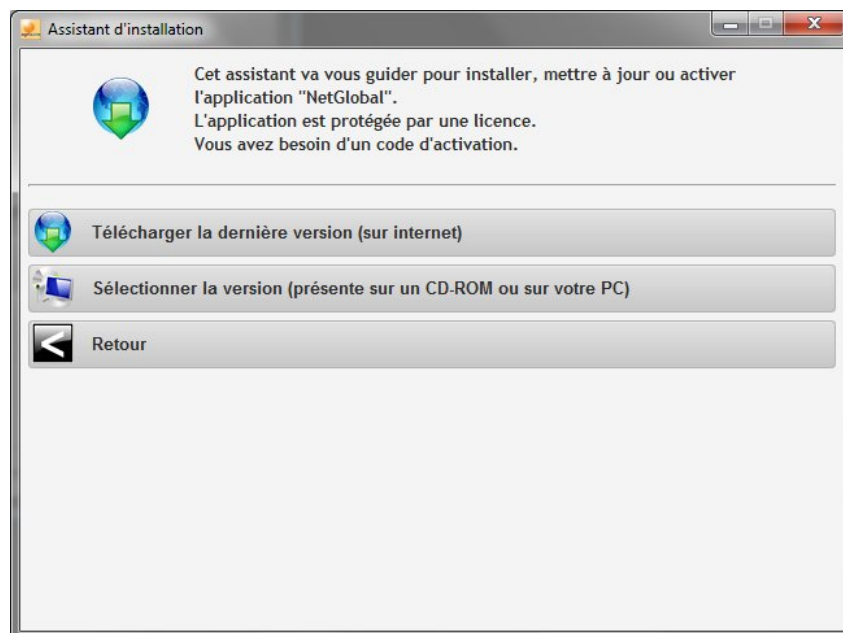 Assistant d'installation
Cet assistant va vous guider pour installer, mettre à jour ou activer
l'application "NetGlobal".
L'application est protégée par une licence.
Vous avez besoin d'un code d'activation.
Télécharger la dernière version (sur internet)
Sélectionner la version (présente sur un CD-ROM ou sur votre PC)
Retour